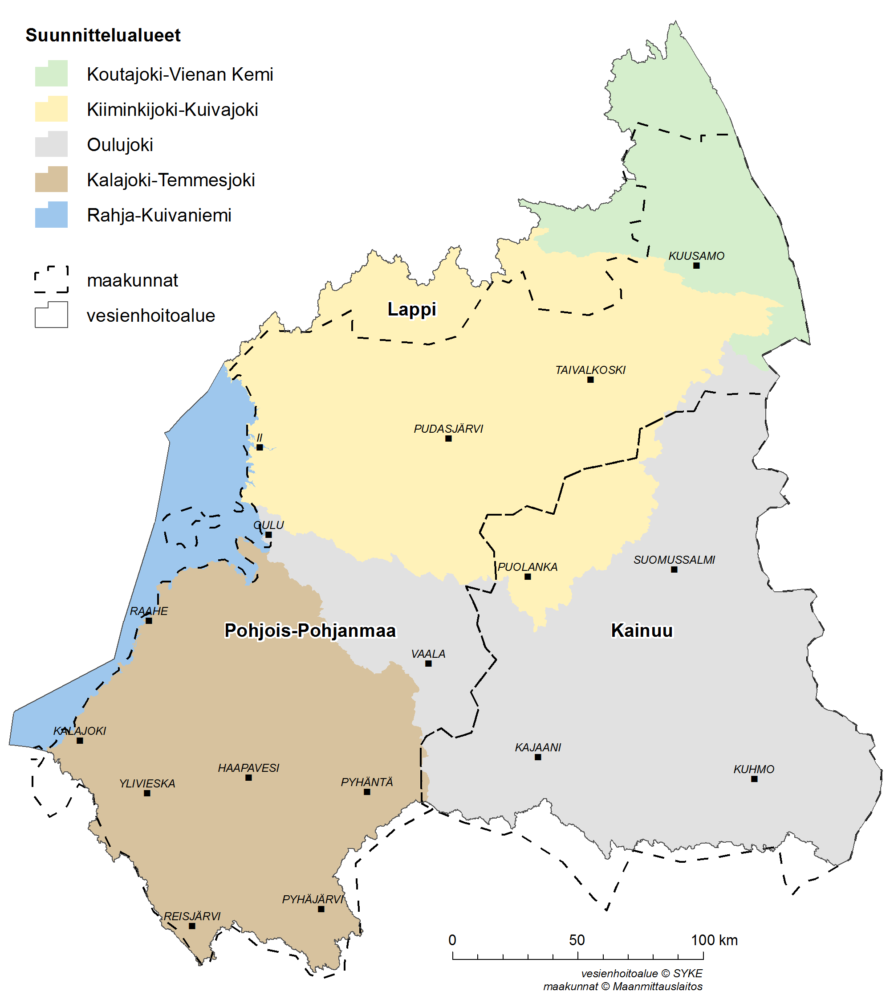 Suunnittelualueet
Koutajoki-Vienan Kemi
Kiiminkijoki-Kuivajoki
Oulujoki
Kalajoki-Temmesjoki
Rahja-Kuivaniemi
maakunnat
vesienhoitoalue
KUUSAMO
Lappi
TAIVALKOSKI
PUDASJÄRVI
II
OULU
PUOLANKA
SUOMUSSALMI
RAAHE
Pohjois-Pohjanmaa
Kainuu
VAALA
KALAJOKI
KAJAANI
HAAPAVESI
KUHMO
YLIVIESKA
PYHÄNTÄ
PYHÄJÄRVI
REISJÄRVI
0 50 100 km
vesienhoitoalue © SYKE
maakunnat © Maanmittauslaitos